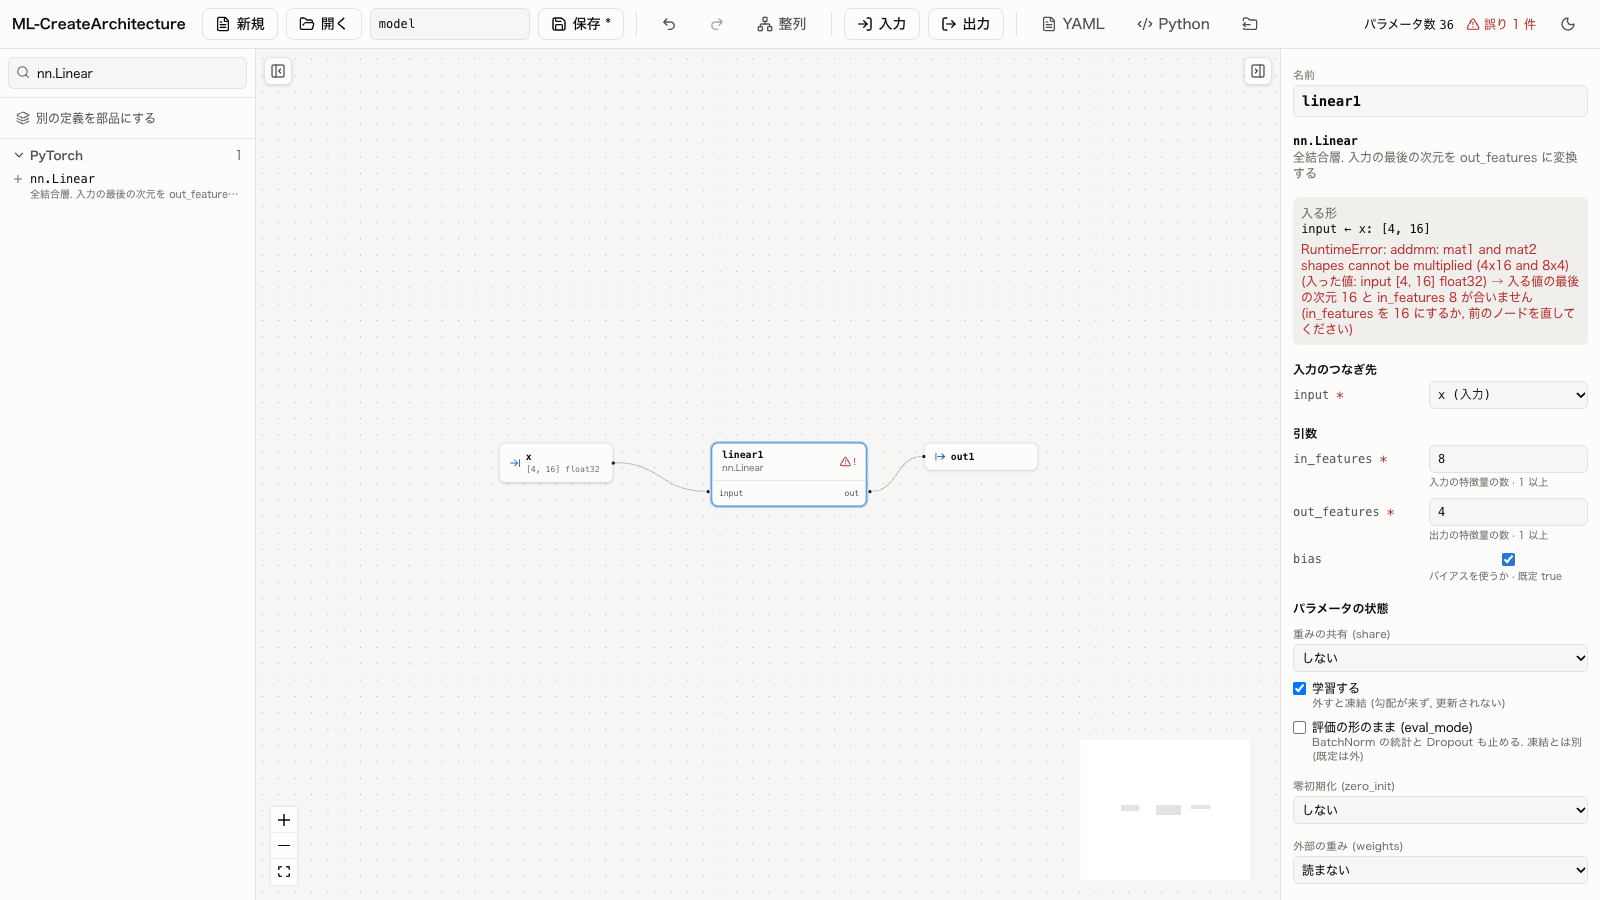 ML-CreateArchitecture 新規 開く model 保存 * 整列 入力 出力 YAML Python パラメータ数 36 誤り 1 件
nn.Linear
別の定義を部品にする
PyTorch 1
nn.Linear
全結合層. 入力の最後の次元を out_feature…
x
[4, 16] float32
linear1
nn.Linear
!
input out
out1
名前
linear1
nn.Linear
全結合層. 入力の最後の次元を out_features に変換
する
入る形
input ← x: [4, 16]
RuntimeError: addmm: mat1 and mat2
shapes cannot be multiplied (4x16 and 8x4)
(入った値: input [4, 16] float32) → 入る値の最後
の次元 16 と in_features 8 が合いません
(in_features を 16 にするか, 前のノードを直して
ください)
入力のつなぎ先
input * x (入力)
引数
in_features * 8
入力の特徴量の数 · 1 以上
out_features * 4
出力の特徴量の数 · 1 以上
bias
バイアスを使うか · 既定 true
パラメータの状態
重みの共有 (share)
しない
学習する
外すと凍結 (勾配が来ず, 更新されない)
評価の形のまま (eval_mode)
BatchNorm の統計と Dropout も止める. 凍結とは別
(既定は外)
零初期化 (zero_init)
しない
外部の重み (weights)
読まない